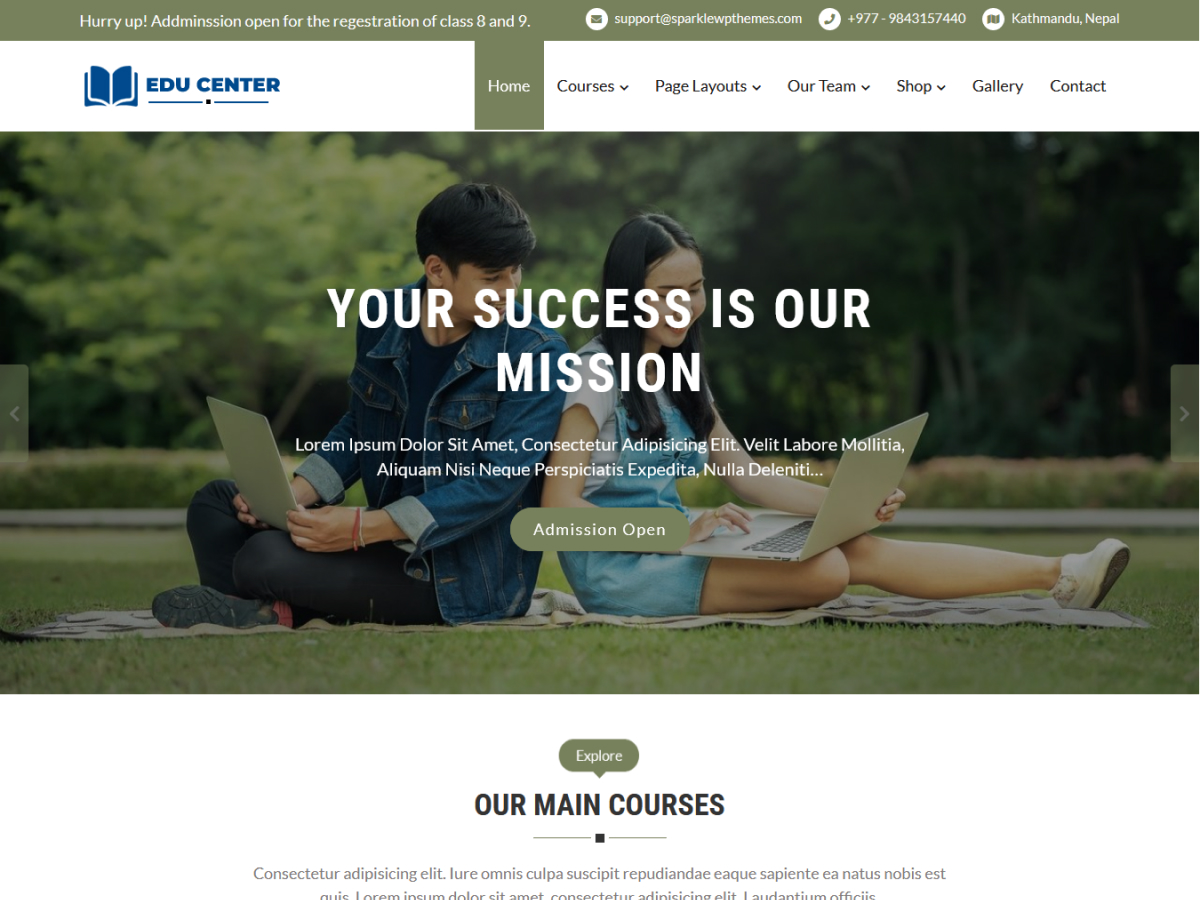 Hurry up! Addminssion open for the regestration of class 8 and 9.
support@sparklewpthemes.com
+977 - 9843157440
Kathmandu, Nepal
EDU CENTER
Home
Courses
Page Layouts
Our Team
Shop
Gallery
Contact
YOUR SUCCESS IS OUR
MISSION
Lorem Ipsum Dolor Sit Amet, Consectetur Adipisicing Elit. Velit Labore Mollitia,
Aliquam Nisi Neque Perspiciatis Expedita, Nulla Deleniti...
Admission Open
Explore
OUR MAIN COURSES
Consectetur adipisicing elit. Iure omnis culpa suscipit repudiandae eaque sapiente ea natus nobis est
quis. Lorem ipsum dolor sit amet, consectetur adipisicing elit. Laudantium officiis